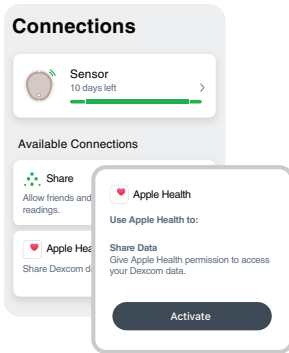 Connections
Sensor
10 days left
Available Connections
Share
Allow friends and
readings.
Apple Hea
Share Dexcom d
Apple Health
Use Apple Health to:
Share Data
Give Apple Health permission to access
your Dexcom data.
Activate